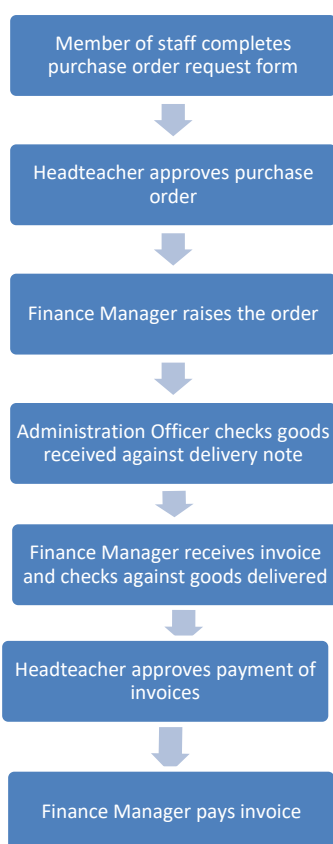 Member of staff completes
purchase order request form
Headteacher approves purchase
order
Finance Manager raises the order
Administration Officer checks goods
received against delivery note
Finance Manager receives invoice
and checks against goods delivered
Headteacher approves payment of
invoices
Finance Manager pays invoice